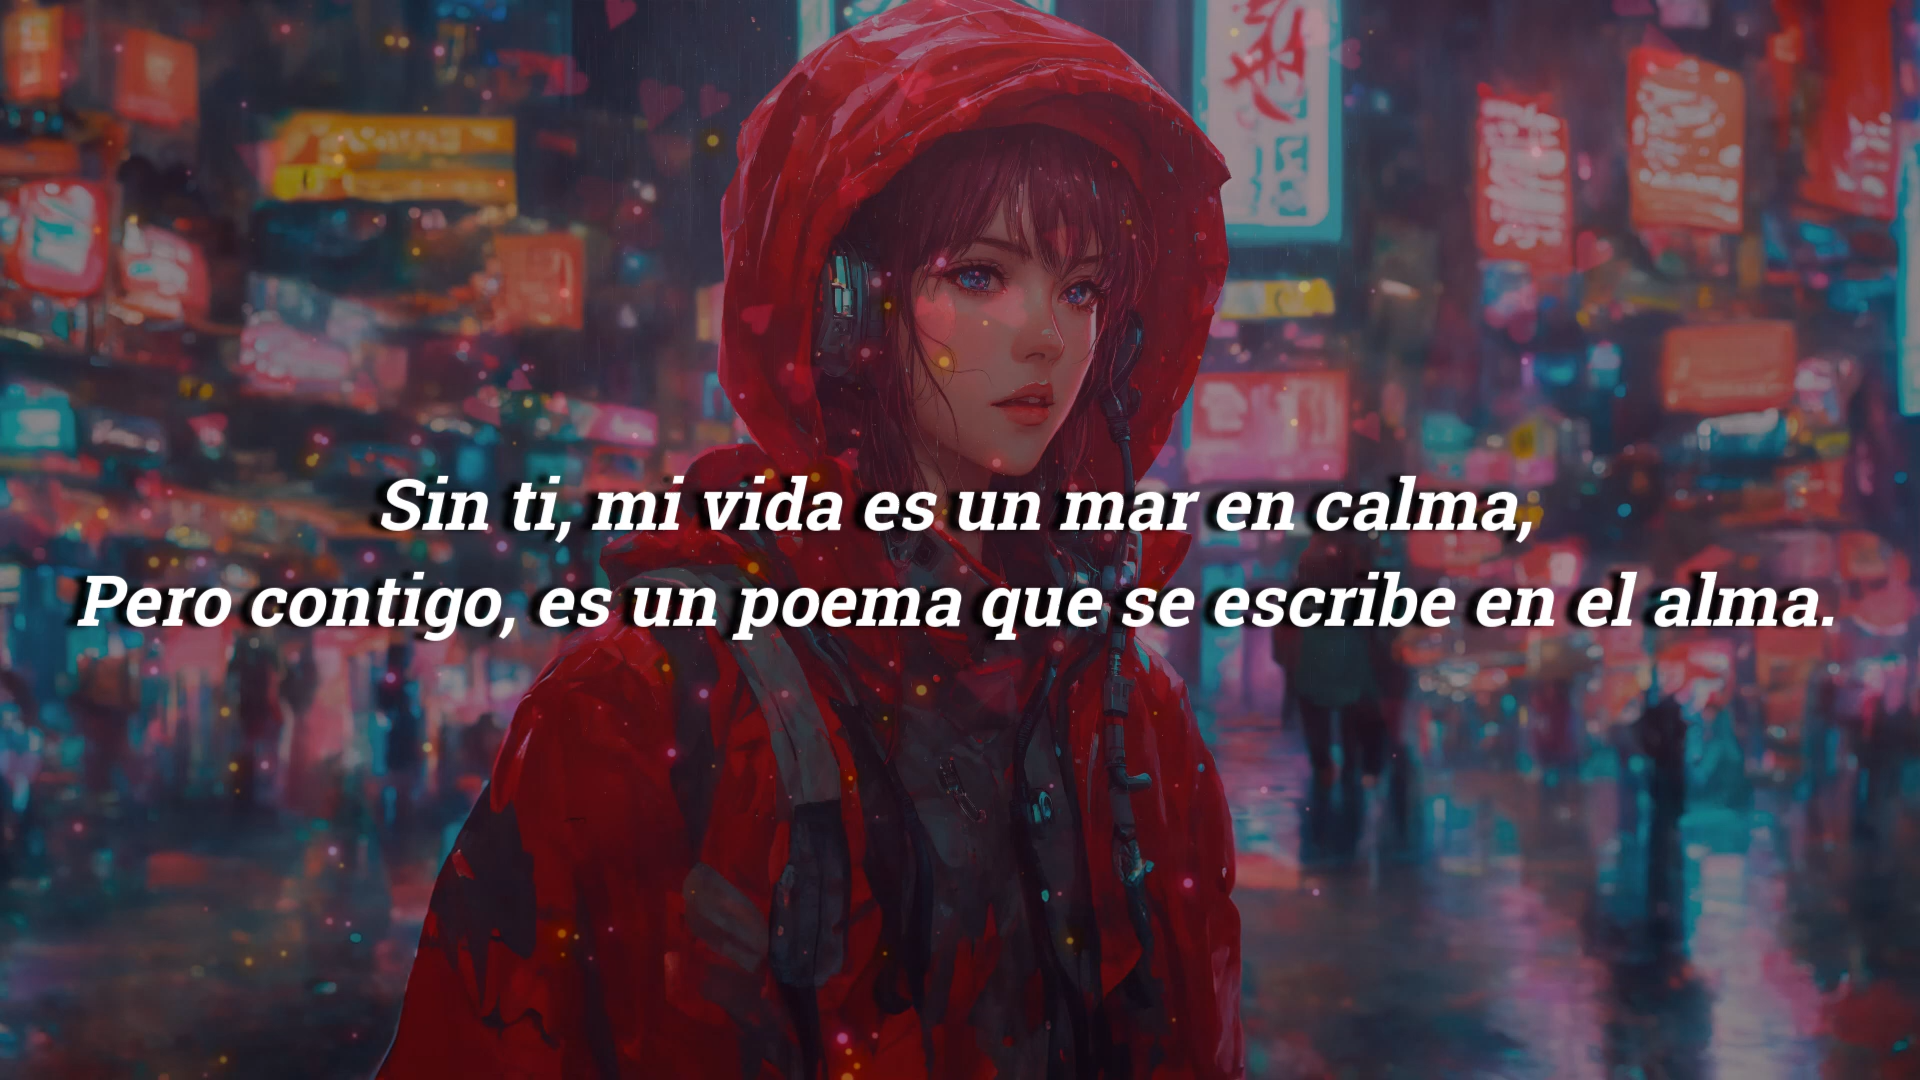 Sin ti, mi vida es un mar en calma,
Pero contigo, es un poema que se escribe en el alma.